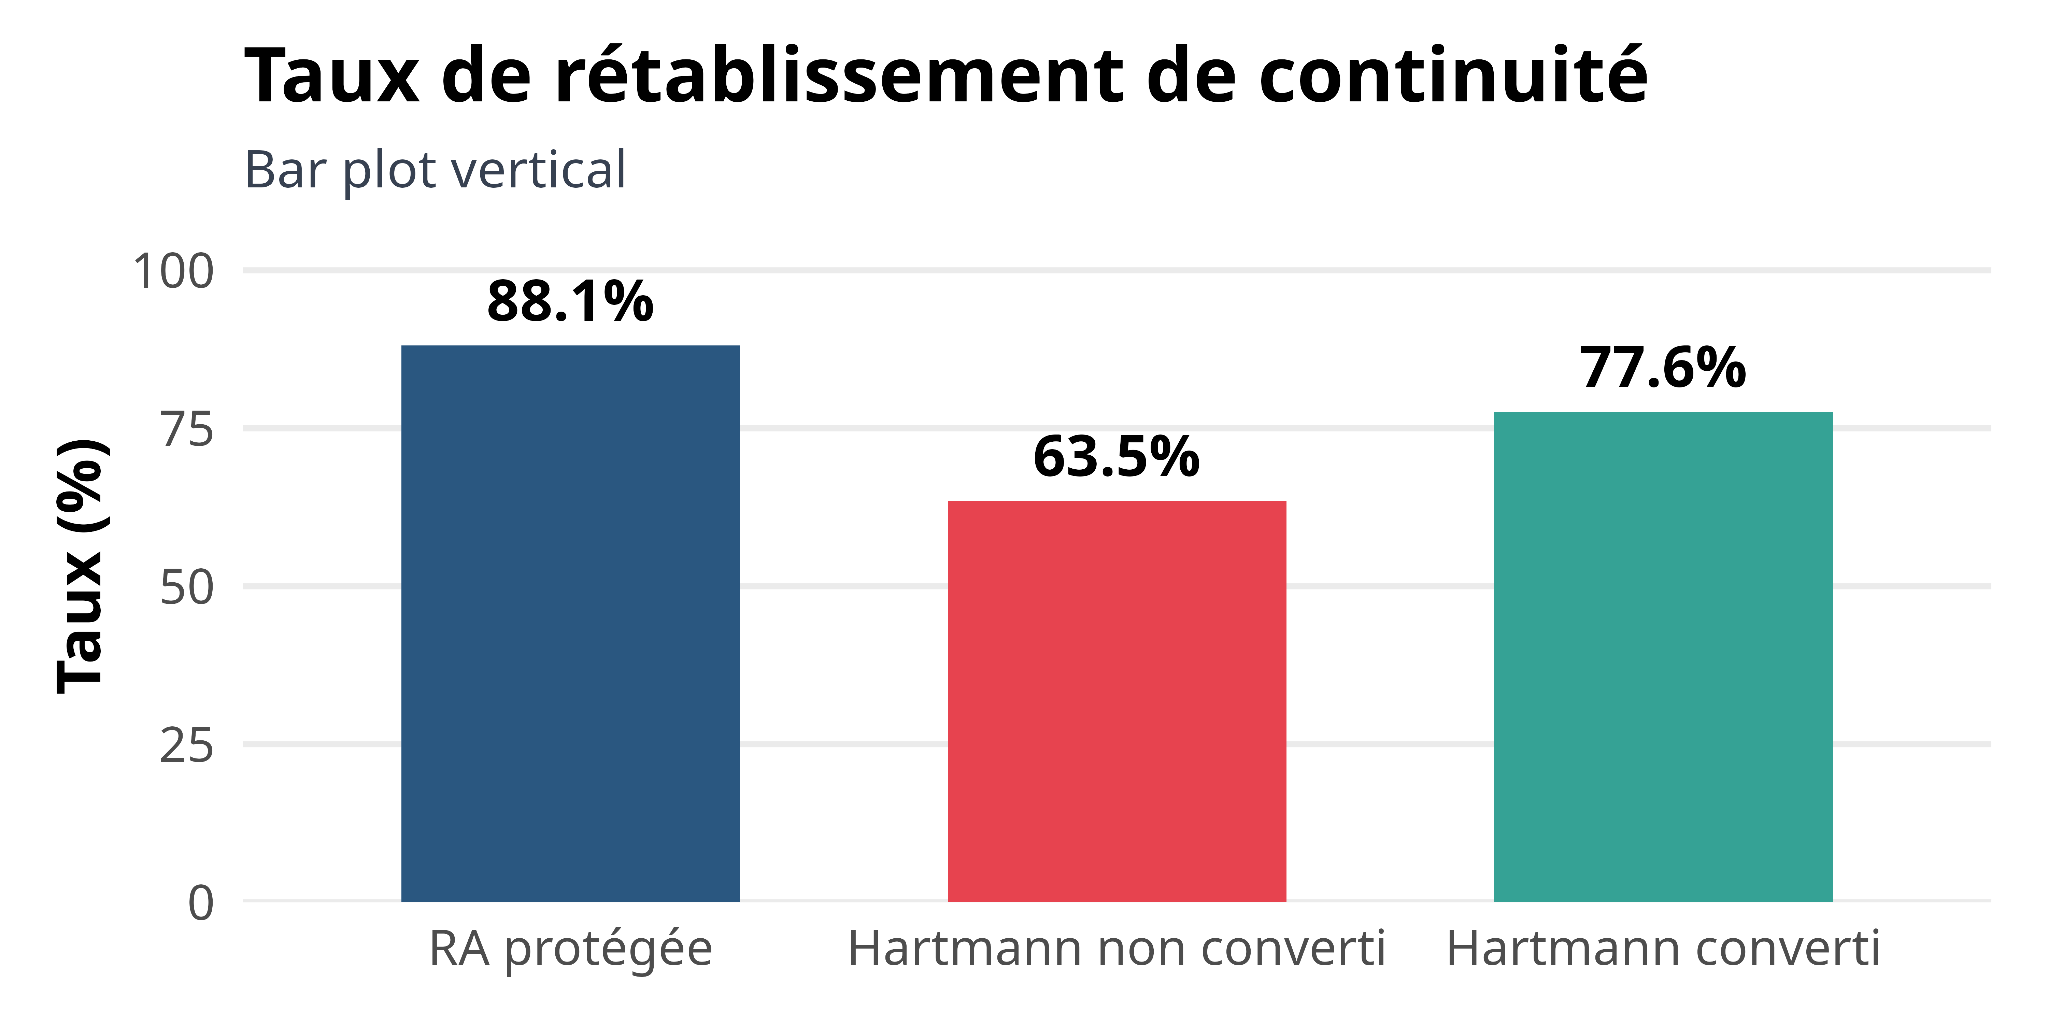 Taux de rétablissement de continuité
Bar plot vertical
Taux (%)
100
75
50
25
0
88.1%
63.5%
77.6%
RA protégée
Hartmann non converti
Hartmann converti